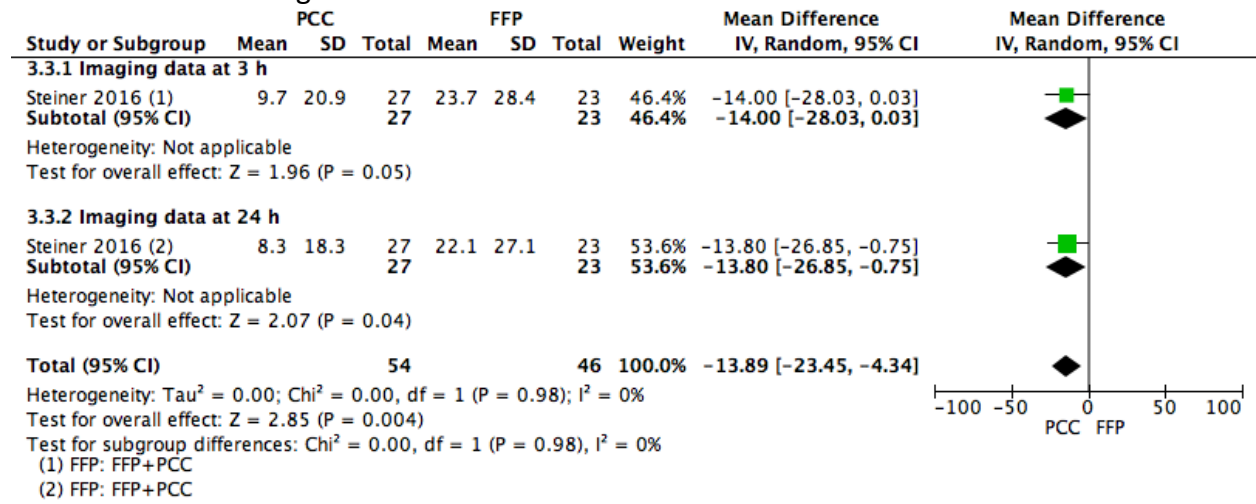 PCC FFP Mean Difference Mean Difference
Study or Subgroup Mean SD Total Mean SD Total Weight IV, Random, 95% CI IV, Random, 95% CI
3.3.1 Imaging data at 3 h
Steiner 2016 (1) 9.7 20.9 27 23.7 28.4 23 46.4% −14.00 [−28.03, 0.03]
Subtotal (95% CI) 27 23 46.4% −14.00 [−28.03, 0.03]
Heterogeneity: Not applicable
Test for overall effect: Z = 1.96 (P = 0.05)
3.3.2 Imaging data at 24 h
Steiner 2016 (2) 8.3 18.3 27 22.1 27.1 23 53.6% −13.80 [−26.85, −0.75]
Subtotal (95% CI) 27 23 53.6% −13.80 [−26.85, −0.75]
Heterogeneity: Not applicable
Test for overall effect: Z = 2.07 (P = 0.04)
Total (95% CI) 54 46 100.0% −13.89 [−23.45, −4.34]
Heterogeneity: Tau² = 0.00; Chi² = 0.00, df = 1 (P = 0.98); I² = 0%
Test for overall effect: Z = 2.85 (P = 0.004)
Test for subgroup differences: Chi² = 0.00, df = 1 (P = 0.98), I² = 0%
−100 −50 0 50 100
PCC FFP
(1) FFP: FFP+PCC
(2) FFP: FFP+PCC